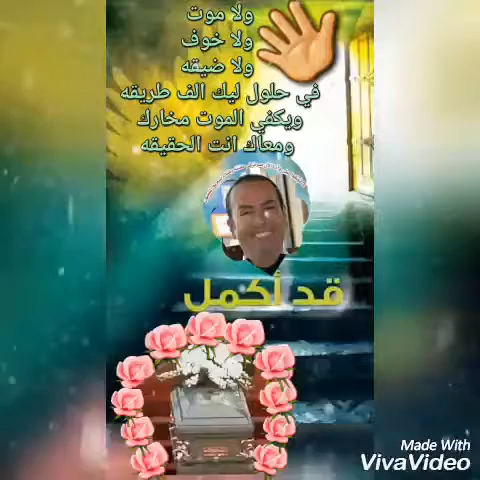 ولا موت
ولا خوف
ولا ضيقه
في حلول ليك الف طريقه
ويكفي الموت مخارك
ومعاك انت الحقيقه
قد أكمل
Made With
VivaVideo